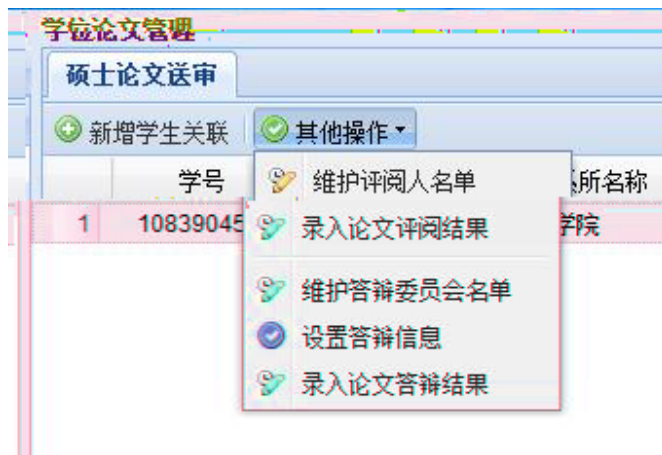 学位论文管理
硕士论文送审
新增学生关联 其他操作
学号 所名称
1 10839045 学院
维护评阅人名单
录入论文评阅结果
维护答辩委员会名单
设置答辩信息
录入论文答辩结果